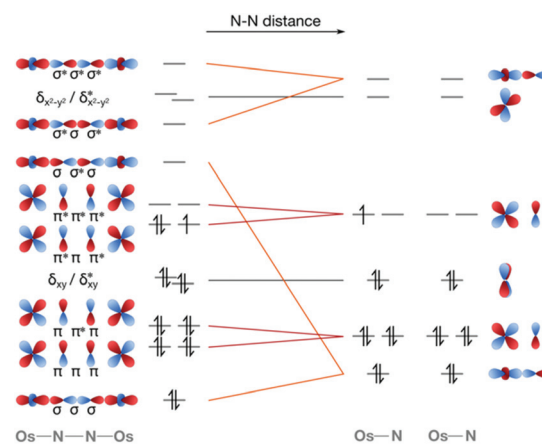 N-N distance
σ* σ* σ*
δx²-y² / δ*x²-y²
σ* σ σ*
σ σ* σ
π* π* π*
π* π π*
δxy / δ*xy
π π* π
π π π
σ σ σ
Os—N—N—Os
Os—N
Os—N